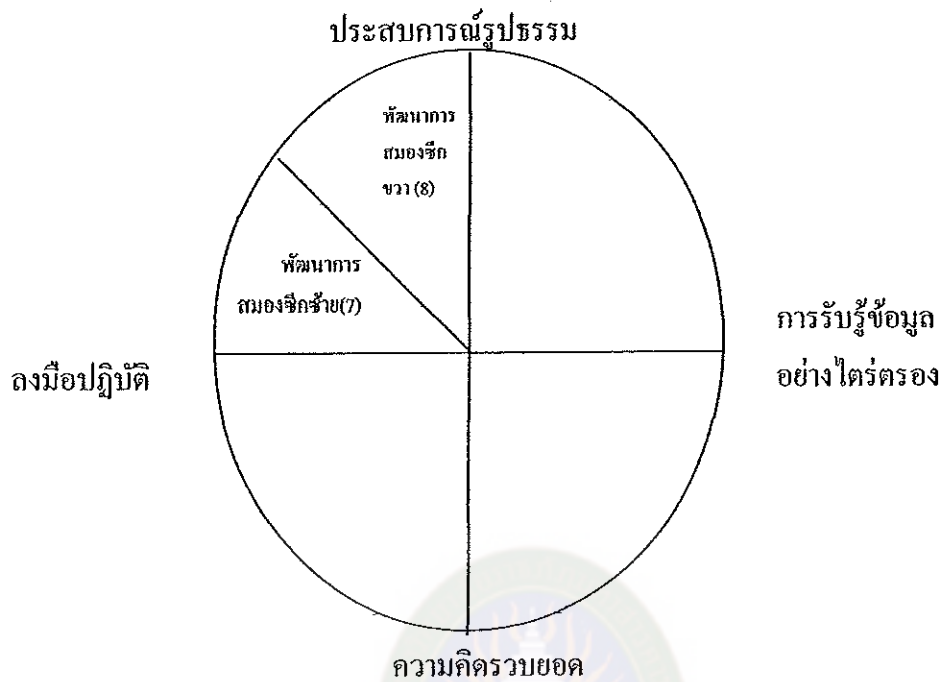 ประสบการณ์รูปธรรม
พัฒนาการ
สมองซีก
ขวา (8)
พัฒนาการ
สมองซีกซ้าย(7)
การรับรู้ข้อมูล
อย่างไตร่ตรอง
ลงมือปฏิบัติ
ความคิดรวบยอด